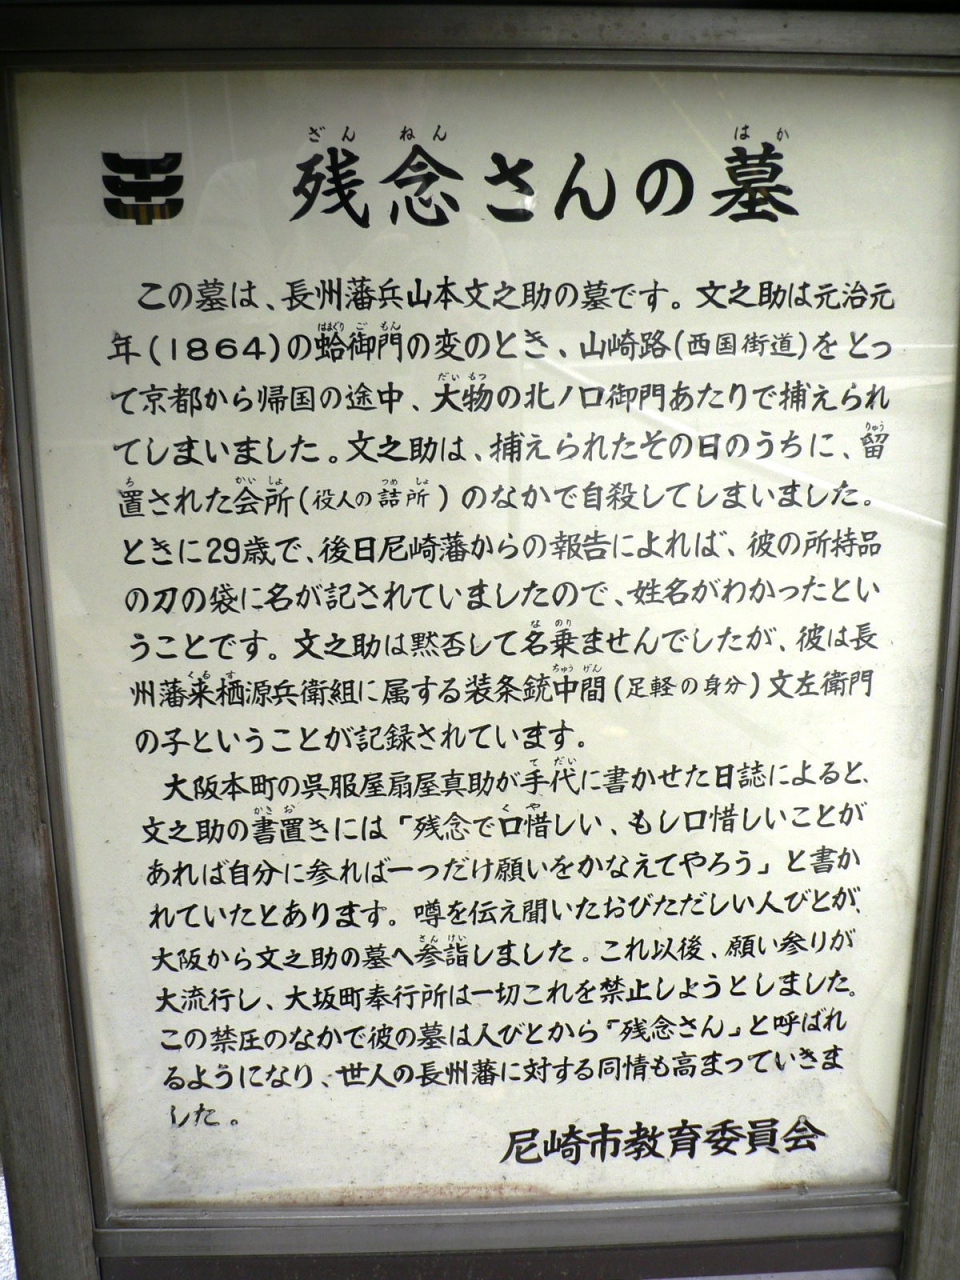 残念さんの墓
この墓は、長州藩兵山本文之助の墓です。文之助は元治元
年(1864)の蛤御門の変のとき、山崎路(西国街道)をとっ
て京都から帰国の途中、大物の北ノ口御門あたりで捕えられ
てしまいました。文之助は、捕えられたその日のうちに、留
置された会所(役人の詰所)のなかで自殺してしまいました。
ときに29歳で、後日尼崎藩からの報告によれば、彼の所持品
の刀の袋に名が記されていましたので、姓名がわかったとい
うことです。文之助は黙否して名乗ませんでしたが、彼は長
州藩来栖源兵衛組に属する装条銃中間(足軽の身分)文左衛門
の子ということが記録されています。
大阪本町の呉服屋扇屋真助が手代に書かせた日誌によると、
文之助の書置きには「残念で口惜しい、もし口惜しいことが
あれば自分に参れば一つだけ願いをかなえてやろう」と書か
れていたとあります。噂を伝え聞いたおびただしい人びとが、
大阪から文之助の墓へ参詣しました。これ以後、願い参りが
大流行し、大坂町奉行所は一切これを禁止しようとしました。
この禁圧のなかで彼の墓は人びとから「残念さん」と呼ばれ
るようになり、世人の長州藩に対する同情も高まっていきま
した。
尼崎市教育委員会